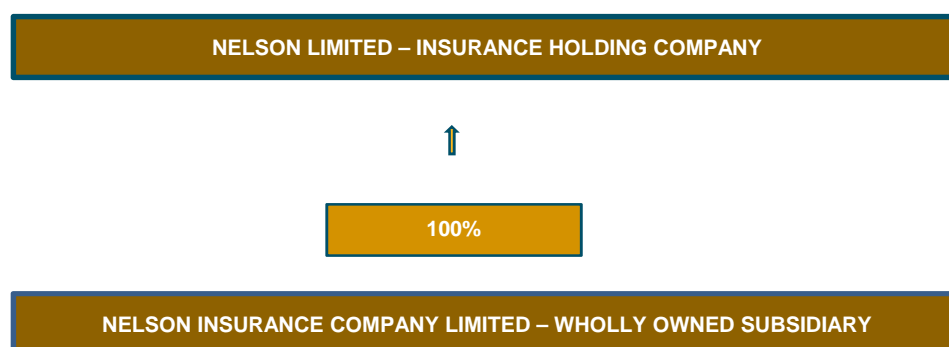 NELSON LIMITED – INSURANCE HOLDING COMPANY
100%
NELSON INSURANCE COMPANY LIMITED – WHOLLY OWNED SUBSIDIARY